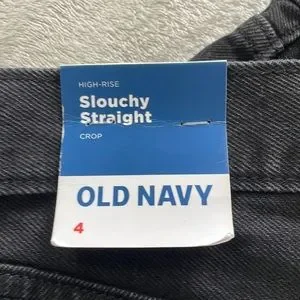 HIGH-RISE
Slouchy
Straight
CROP
OLD NAVY
4